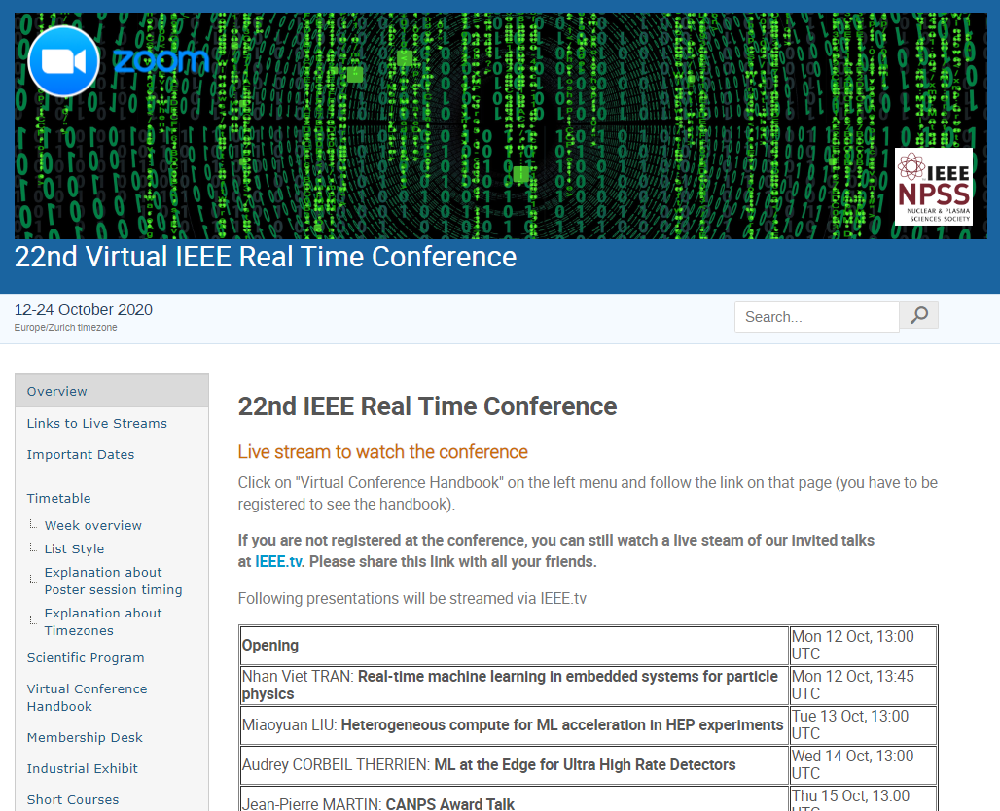 zoom
IEEE
NPSS
NUCLEAR & PLASMA
SCIENCES SOCIETY
22nd Virtual IEEE Real Time Conference
12-24 October 2020
Europe/Zurich timezone
Search...
Overview
Links to Live Streams
Important Dates
Timetable
Week overview
List Style
Explanation about
Poster session timing
Explanation about
Timezones
Scientific Program
Virtual Conference
Handbook
Membership Desk
Industrial Exhibit
Short Courses
22nd IEEE Real Time Conference
Live stream to watch the conference
Click on "Virtual Conference Handbook" on the left menu and follow the link on that page (you have to be
registered to see the handbook).
If you are not registered at the conference, you can still watch a live steam of our invited talks
at IEEE.tv. Please share this link with all your friends.
Following presentations will be streamed via IEEE.tv
Opening
Mon 12 Oct, 13:00
UTC
Nhan Viet TRAN: Real-time machine learning in embedded systems for particle
physics
Mon 12 Oct, 13:45
UTC
Miaoyuan LIU: Heterogeneous compute for ML acceleration in HEP experiments
Tue 13 Oct, 13:00
UTC
Audrey CORBEIL THERRIEN: ML at the Edge for Ultra High Rate Detectors
Wed 14 Oct, 13:00
UTC
Jean-Pierre MARTIN: CANPS Award Talk
Thu 15 Oct, 13:00
UTC